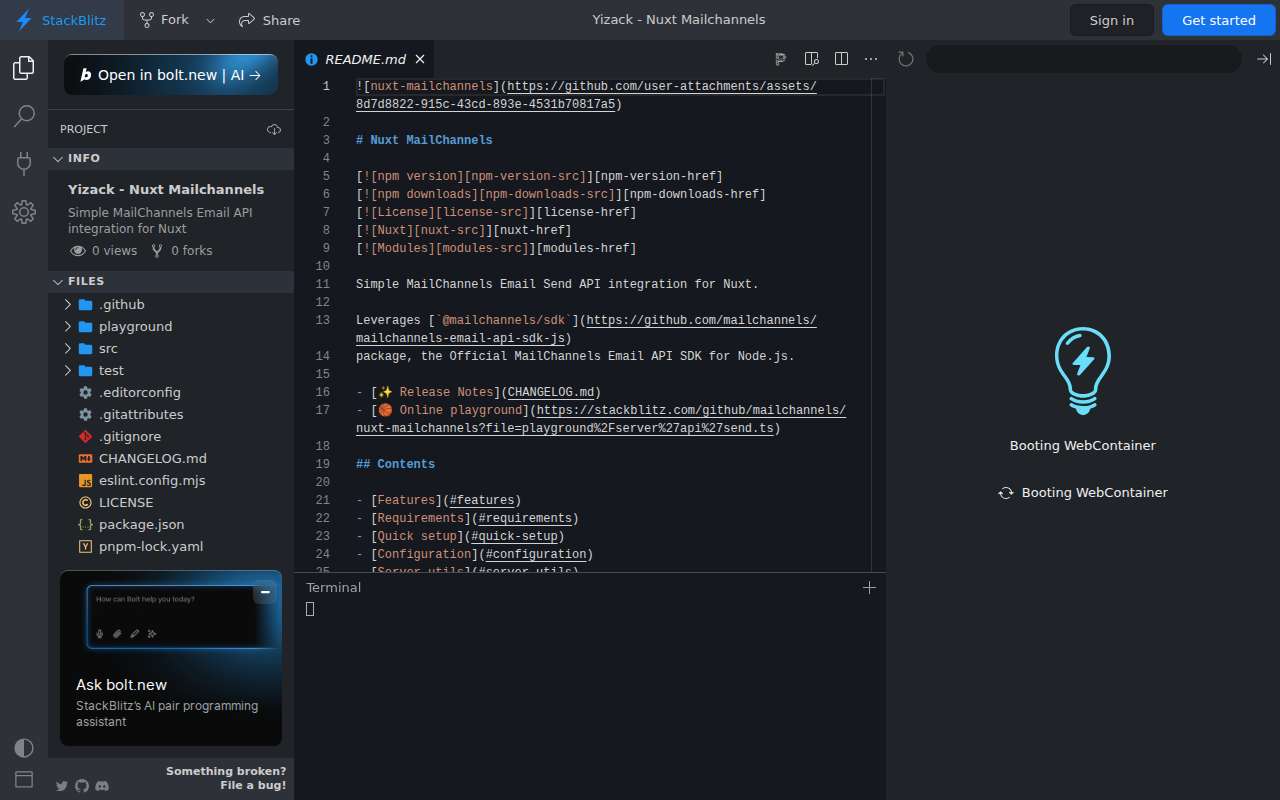 StackBlitz
Fork
Share
Yizack - Nuxt Mailchannels
Sign in
Get started
b Open in bolt.new | AI →
PROJECT
INFO
Yizack - Nuxt Mailchannels
Simple MailChannels Email API
integration for Nuxt
0 views
0 forks
FILES
.github
playground
src
test
.editorconfig
.gitattributes
.gitignore
CHANGELOG.md
eslint.config.mjs
LICENSE
package.json
pnpm-lock.yaml
How can Bolt help you today?
Ask bolt.new
StackBlitz's AI pair programming
assistant
Something broken?
File a bug!
README.md
1 ![nuxt-mailchannels](https://github.com/user-attachments/assets/
8d7d8822-915c-43cd-893e-4531b70817a5)
2
3 # Nuxt MailChannels
4
5 [![npm version][npm-version-src]][npm-version-href]
6 [![npm downloads][npm-downloads-src]][npm-downloads-href]
7 [![License][license-src]][license-href]
8 [![Nuxt][nuxt-src]][nuxt-href]
9 [![Modules][modules-src]][modules-href]
10
11 Simple MailChannels Email Send API integration for Nuxt.
12
13 Leverages [`@mailchannels/sdk`](https://github.com/mailchannels/
mailchannels-email-api-sdk-js)
14 package, the Official MailChannels Email API SDK for Node.js.
15
16 - [✨ Release Notes](CHANGELOG.md)
17 - [🏀 Online playground](https://stackblitz.com/github/mailchannels/
nuxt-mailchannels?file=playground%2Fserver%27api%27send.ts)
18
19 ## Contents
20
21 - [Features](#features)
22 - [Requirements](#requirements)
23 - [Quick setup](#quick-setup)
24 - [Configuration](#configuration)
25 - [Server utils](#server-utils)
Terminal
Booting WebContainer
Booting WebContainer